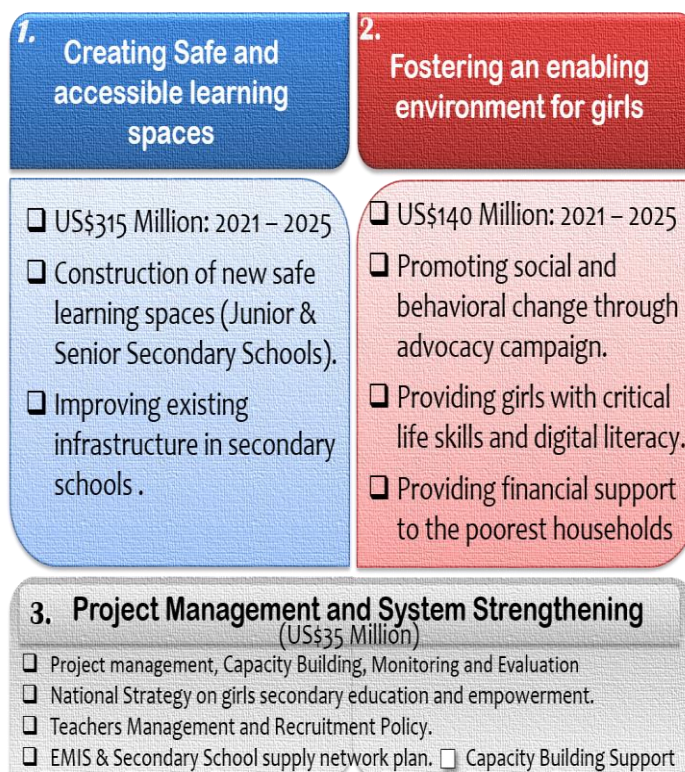 1.
Creating Safe and
accessible learning
spaces
❑ US$315 Million: 2021 – 2025
❑ Construction of new safe
learning spaces (Junior &
Senior Secondary Schools).
❑ Improving existing
infrastructure in secondary
schools .
2.
Fostering an enabling
environment for girls
❑ US$140 Million: 2021 – 2025
❑ Promoting social and
behavioral change through
advocacy campaign.
❑ Providing girls with critical
life skills and digital literacy.
❑ Providing financial support
to the poorest households
3. Project Management and System Strengthening
(US$35 Million)
❑ Project management, Capacity Building, Monitoring and Evaluation
❑ National Strategy on girls secondary education and empowerment.
❑ Teachers Management and Recruitment Policy.
❑ EMIS & Secondary School supply network plan. ❑ Capacity Building Support